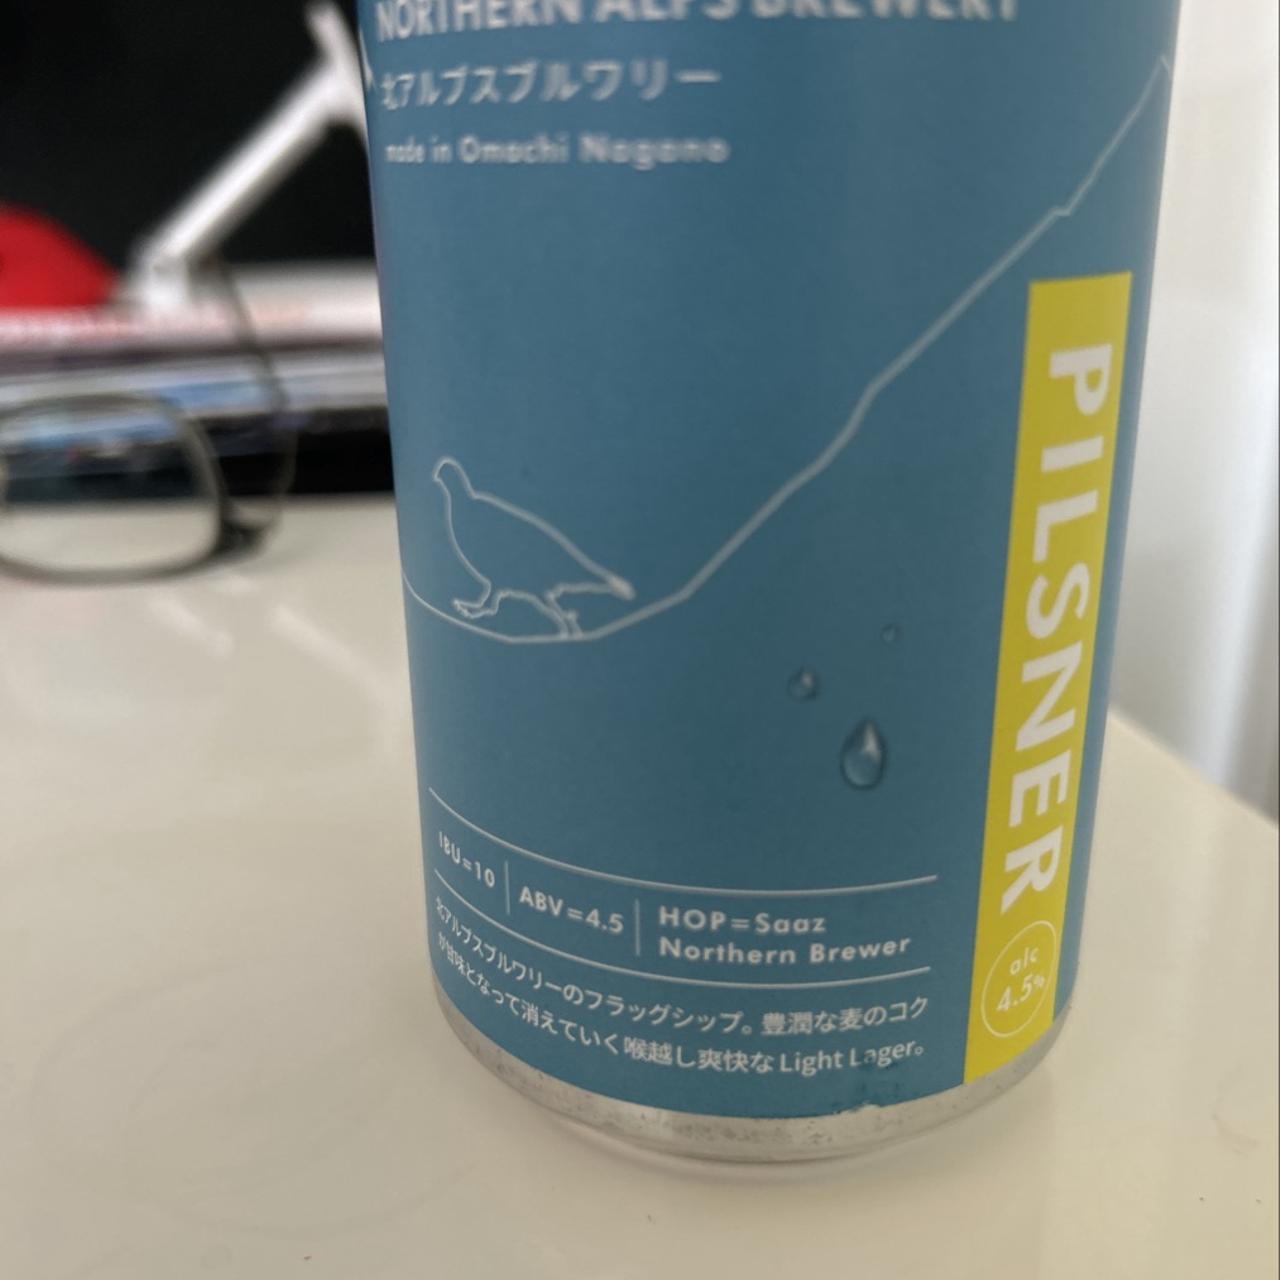 NORTHERN ALPS BREWERY
北アルプスブルワリー
made in Omachi Nagano
PILSNER
IBU=10
ABV=4.5
HOP=Saaz
Northern Brewer
alc
4.5%
北アルプスブルワリーのフラッグシップ。豊潤な麦のコク
が甘味となって消えていく喉越し爽快なLight Lager。